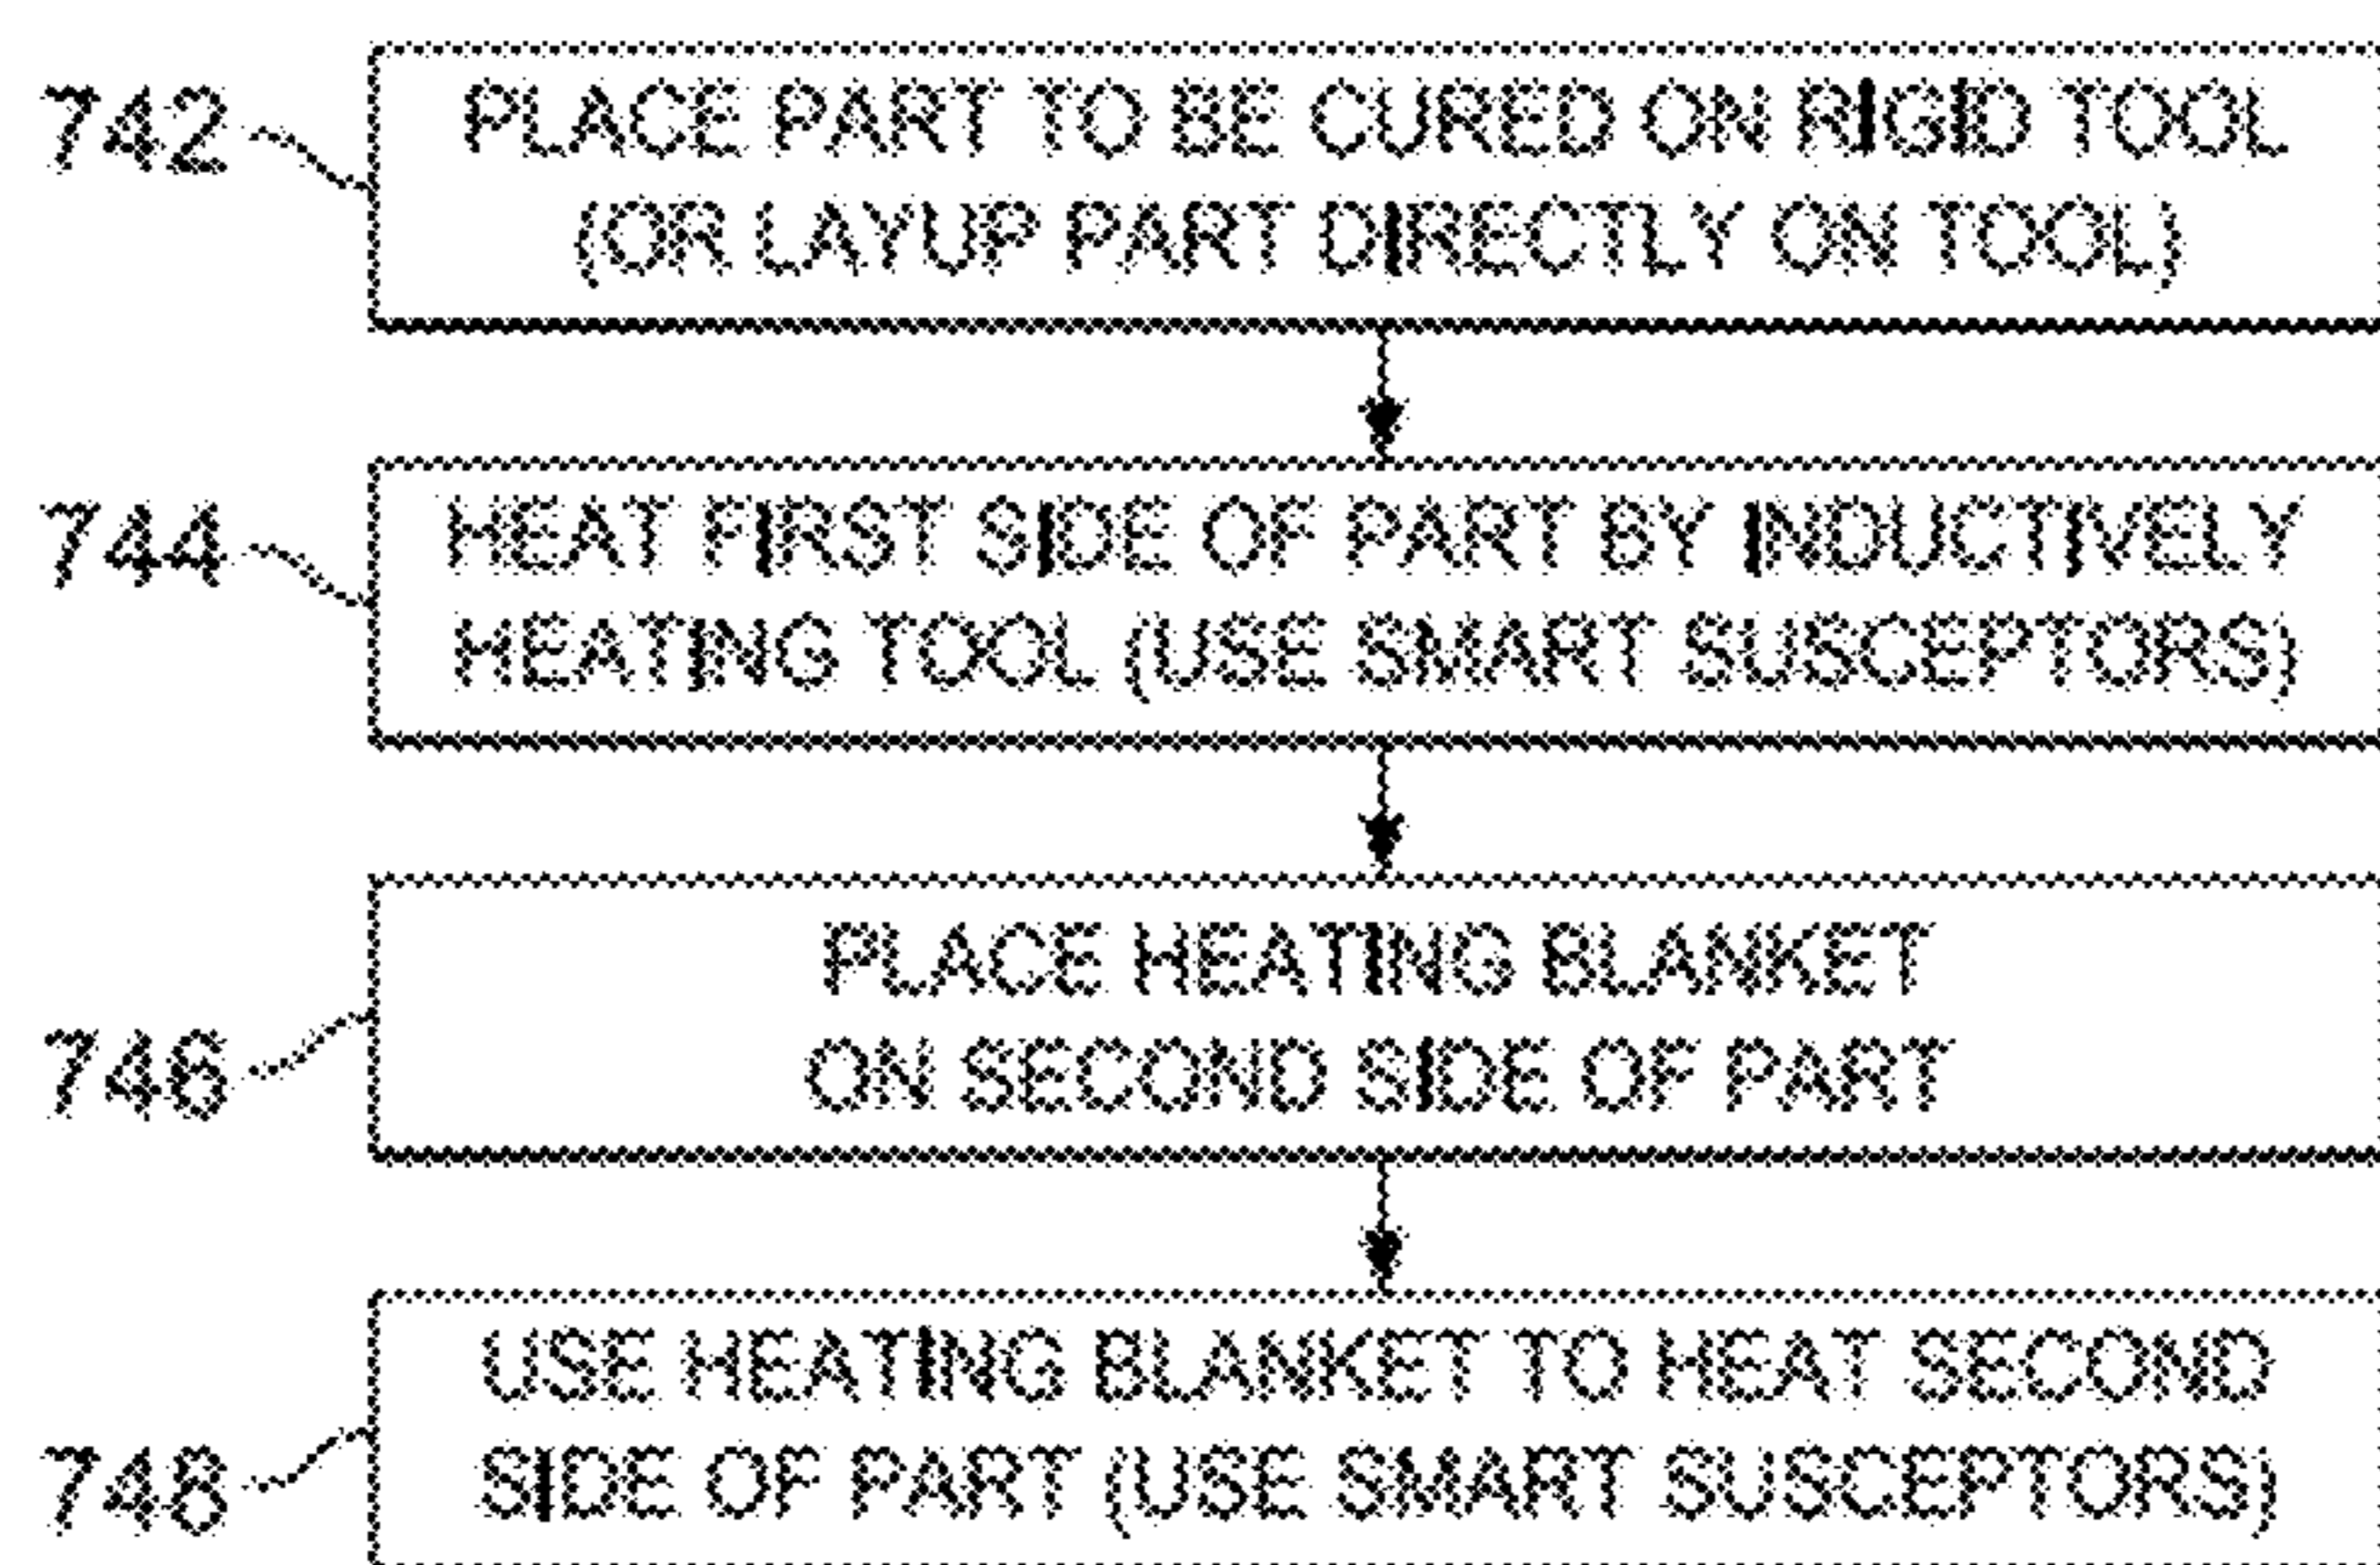 742
PLACE PART TO BE CURED ON RIGID TOOL
(OR LAYUP PART DIRECTLY ON TOOL)
744
HEAT FIRST SIDE OF PART BY INDUCTIVELY
HEATING TOOL (USE SMART SUSCEPTORS)
746
PLACE HEATING BLANKET
ON SECOND SIDE OF PART
748
USE HEATING BLANKET TO HEAT SECOND
SIDE OF PART (USE SMART SUSCEPTORS)